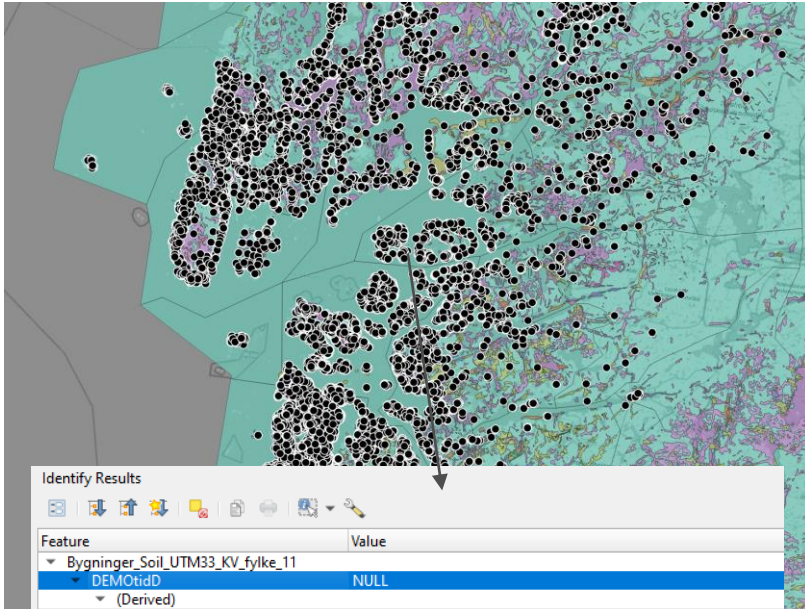 Identify Results
Feature Value
Bygninger_Soil_UTM33_KV_fylke_11
DEMOtidD NULL
(Derived)